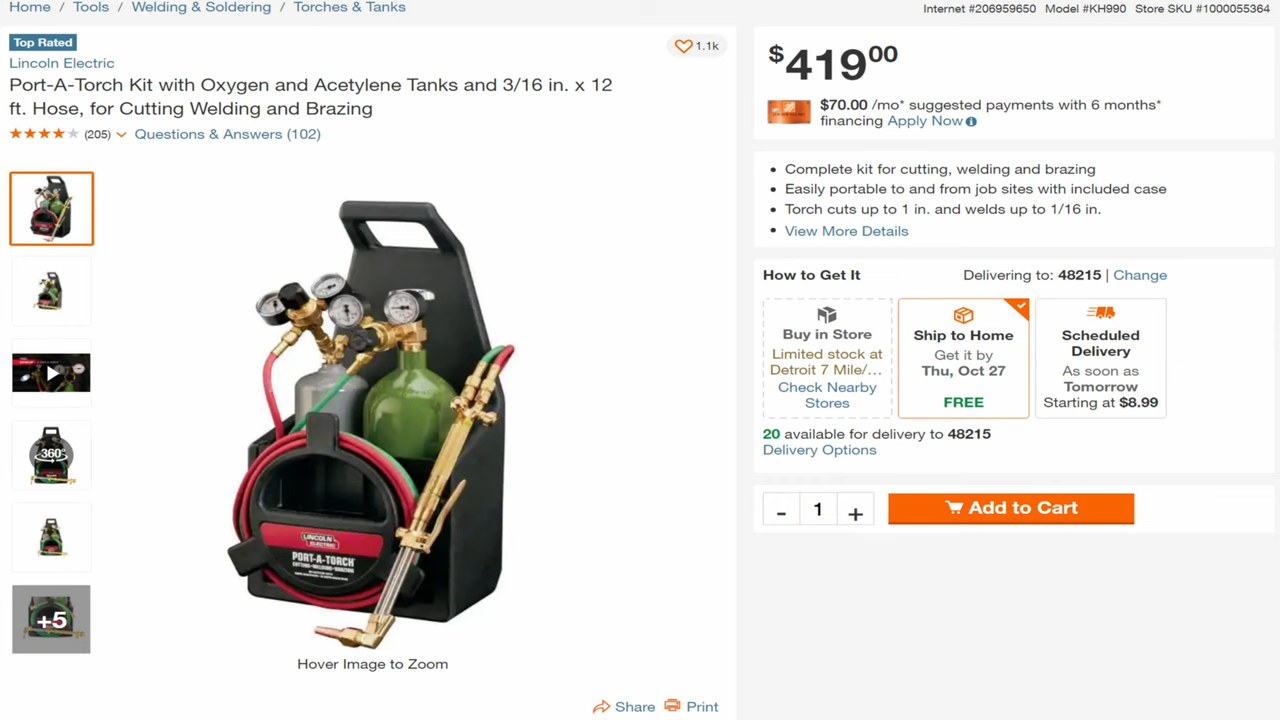 Home / Tools / Welding & Soldering / Torches & Tanks
Internet #206959650 Model #KH990 Store SKU #1000055364
Top Rated
1.1k
Lincoln Electric
Port-A-Torch Kit with Oxygen and Acetylene Tanks and 3/16 in. x 12
ft. Hose, for Cutting Welding and Brazing
(205) Questions & Answers (102)
360°
+5
LINCOLN
ELECTRIC
PORT-A-TORCH
CUTTING•WELDING•BRAZING
Hover Image to Zoom
Share Print
$419 00
$70.00 /mo* suggested payments with 6 months*
financing Apply Now
• Complete kit for cutting, welding and brazing
• Easily portable to and from job sites with included case
• Torch cuts up to 1 in. and welds up to 1/16 in.
• View More Details
How to Get It
Delivering to: 48215 | Change
Buy in Store
Limited stock at
Detroit 7 Mile/...
Check Nearby
Stores
Ship to Home
Get it by
Thu, Oct 27
FREE
Scheduled
Delivery
As soon as
Tomorrow
Starting at $8.99
20 available for delivery to 48215
Delivery Options
- 1 +
Add to Cart